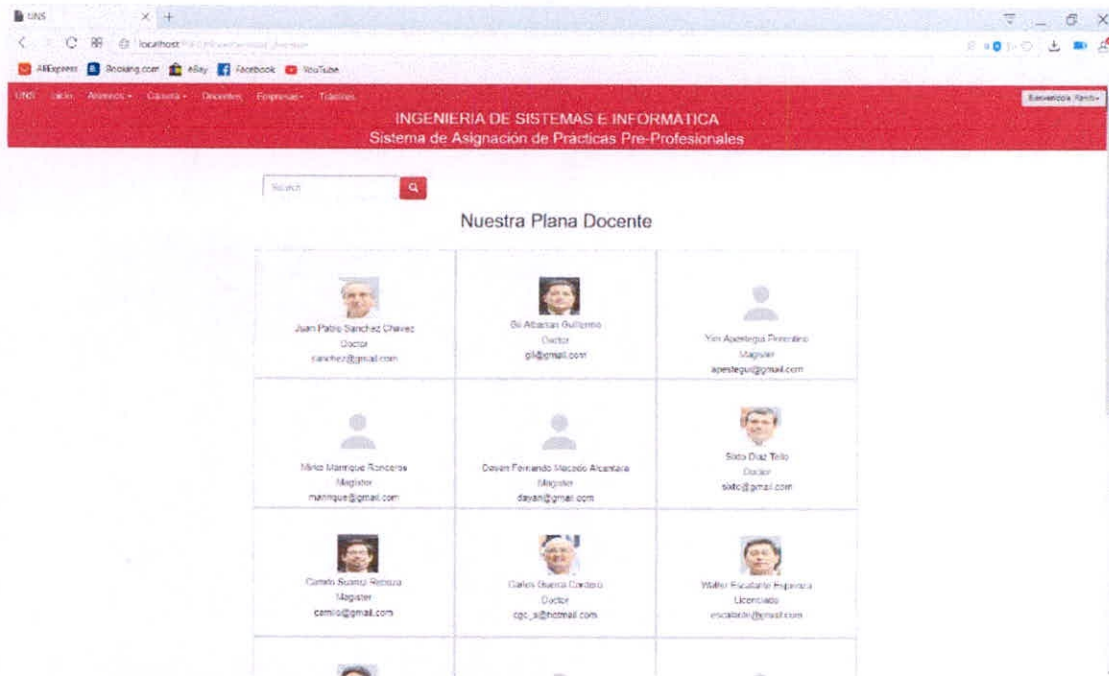 UNS
localhost
AliExpress Booking.com eBay Facebook YouTube
UNS Inicio Alumnos Carrera Docentes Empresas Trámites
INGENIERIA DE SISTEMAS E INFORMÁTICA
Sistema de Asignación de Prácticas Pre-Profesionales
Search
Nuestra Plana Docente
Juan Pablo Sanchez Chavez
Doctor
sanchez@gmail.com
Gil Albarran Guillermo
Doctor
gil@gmail.com
Yim Apestegui Florentino
Magister
apestegui@gmail.com
Mirko Manrique Ronceros
Magister
manrique@gmail.com
Dayan Fernando Macedo Alcantara
Magister
dayan@gmail.com
Sixto Diaz Tello
Doctor
sixto@gmail.com
Camilo Suarez
Magister
camilo@gmail.com
Carlos Guerra Cordero
Doctor
cgc_x@hotmail.com
Walter Escalante Espinoza
Licenciado
escalante@gmail.com